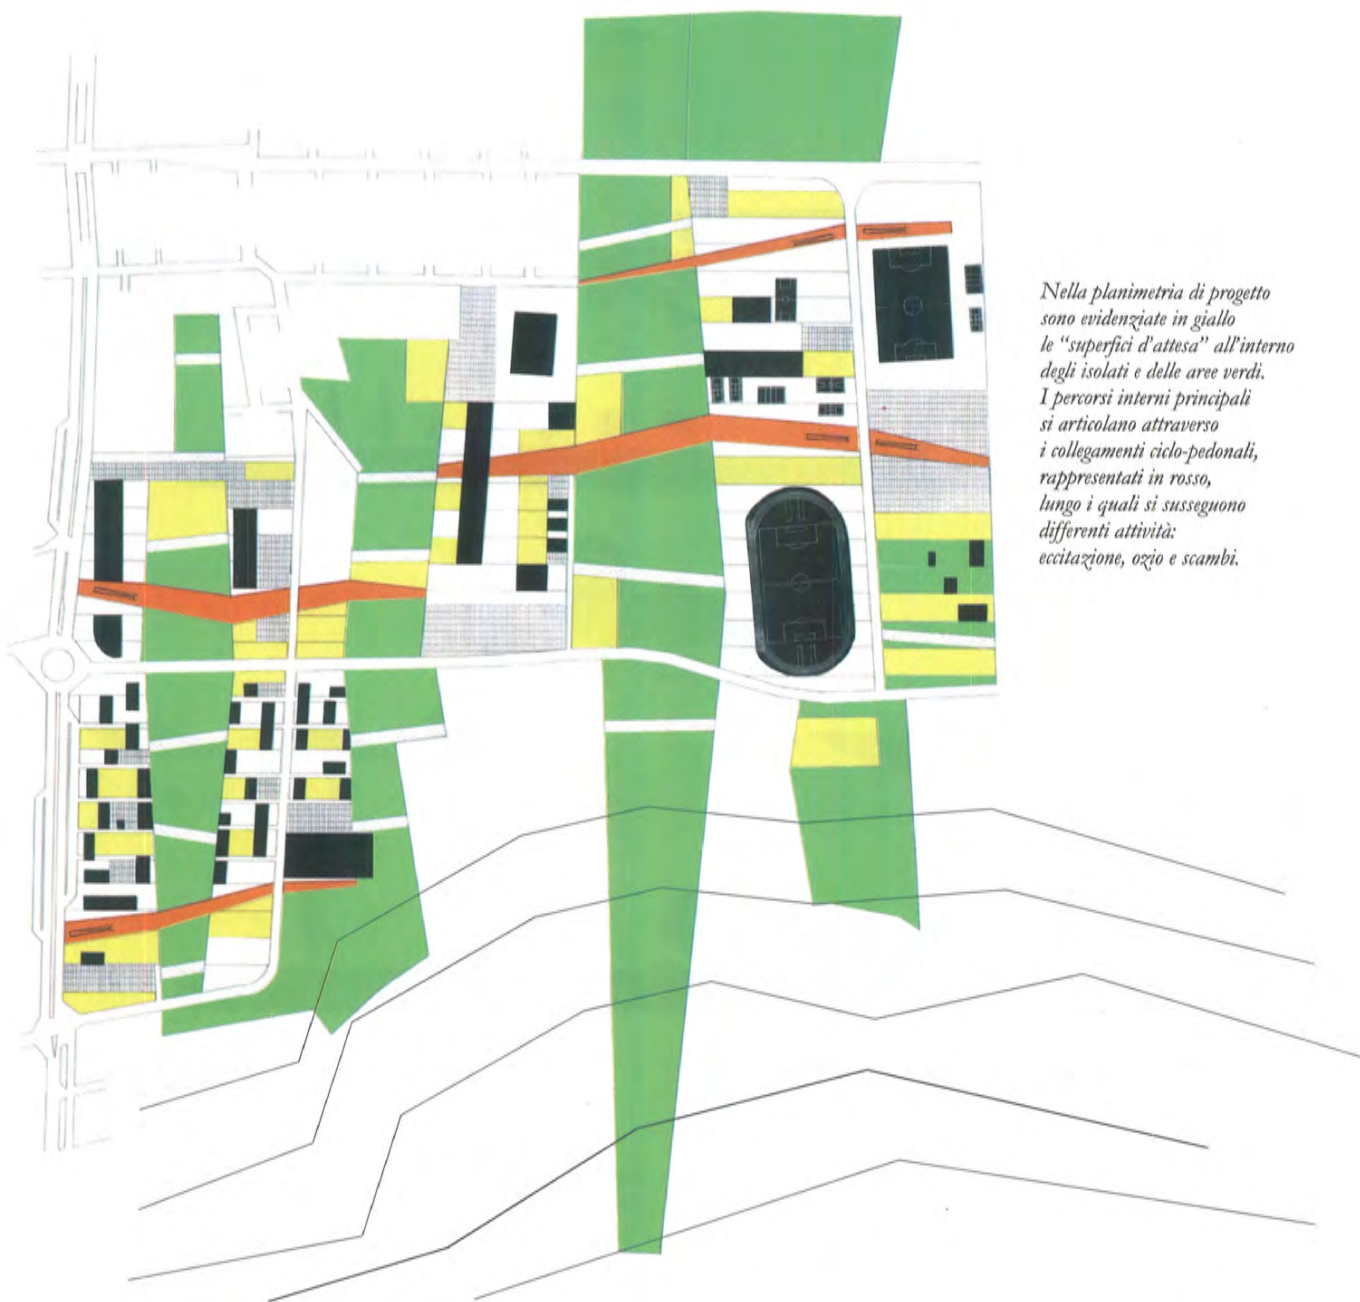 Nella planimetria di progetto
sono evidenziate in giallo
le “superfici d'attesa” all'interno
degli isolati e delle aree verdi.
I percorsi interni principali
si articolano attraverso
i collegamenti ciclo-pedonali,
rappresentati in rosso,
lungo i quali si susseguono
differenti attività:
eccitazione, ozio e scambi.